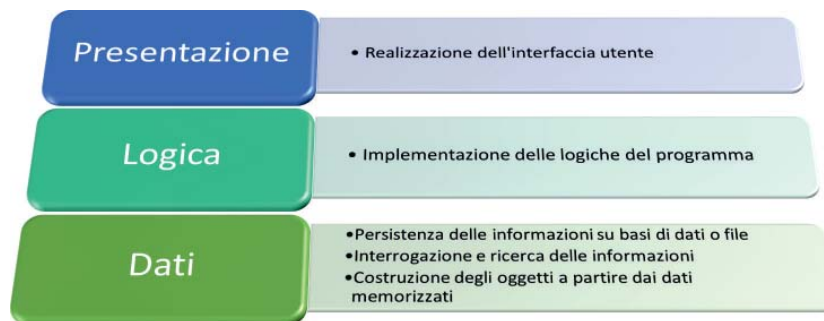 Presentazione
• Realizzazione dell'interfaccia utente
Logica
• Implementazione delle logiche del programma
Dati
•Persistenza delle informazioni su basi di dati o file
•Interrogazione e ricerca delle informazioni
•Costruzione degli oggetti a partire dai dati
memorizzati